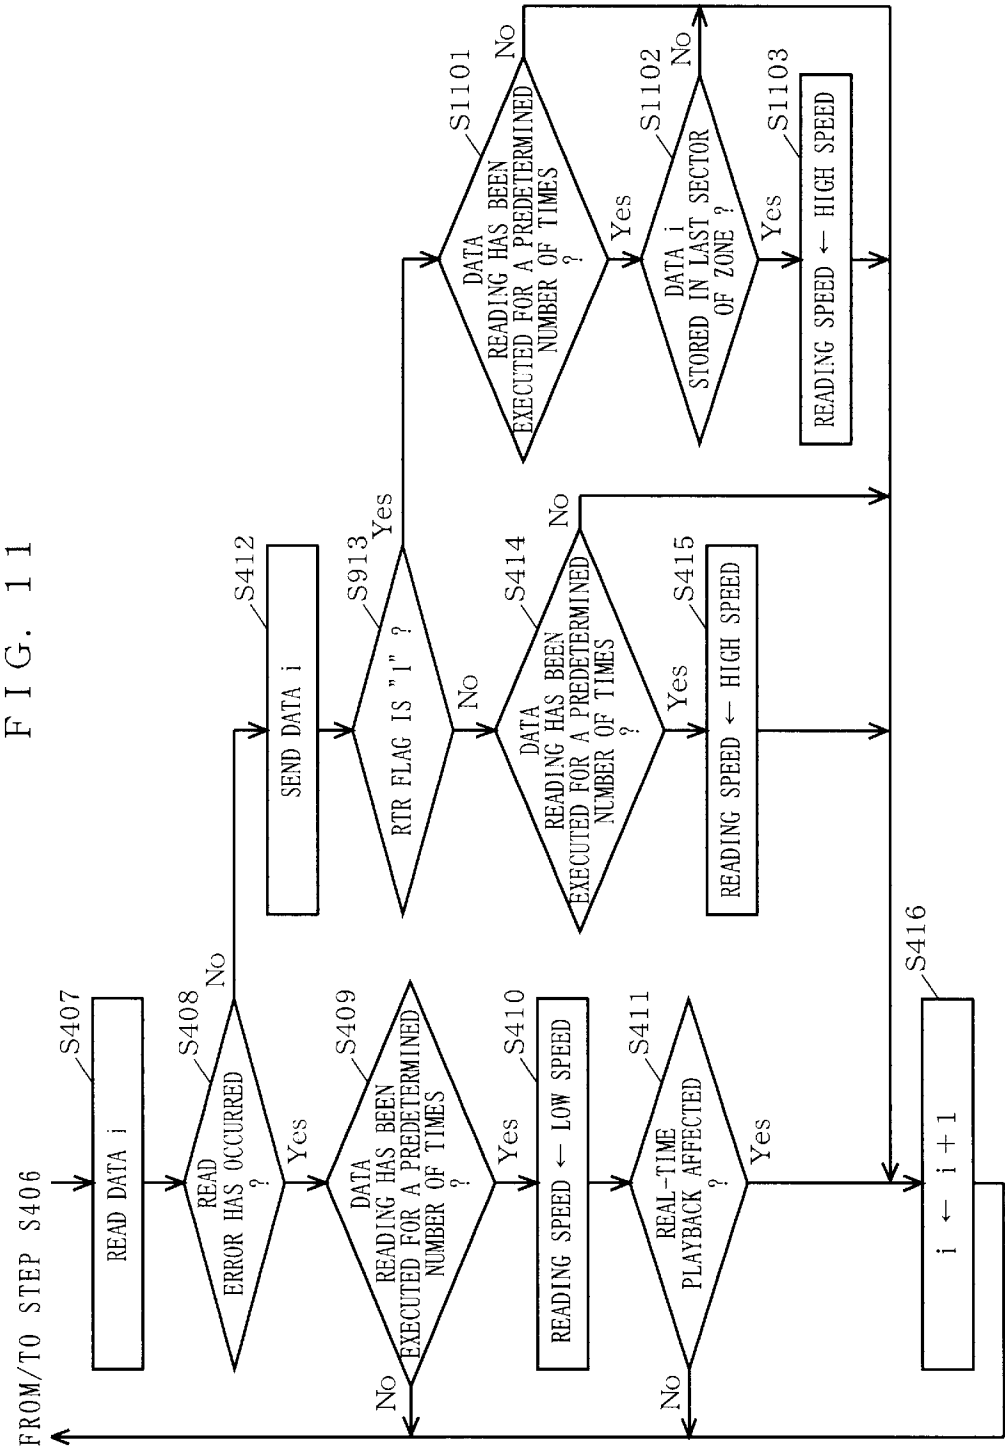 FIG. 11
FROM/TO STEP S406
S407
READ DATA i
S408
READ
ERROR HAS OCCURRED
?
No
Yes
S409
DATA
READING HAS BEEN
EXECUTED FOR A PREDETERMINED
NUMBER OF TIMES
?
No
Yes
S410
READING SPEED ← LOW SPEED
S411
REAL-TIME
PLAYBACK AFFECTED
?
No
Yes
S416
i ← i + 1
S412
SEND DATA i
S913
RTR FLAG IS "1" ?
Yes
No
S414
DATA
READING HAS BEEN
EXECUTED FOR A PREDETERMINED
NUMBER OF TIMES
?
No
Yes
S415
READING SPEED ← HIGH SPEED
S1101
DATA
READING HAS BEEN
EXECUTED FOR A PREDETERMINED
NUMBER OF TIMES
?
No
Yes
S1102
DATA i
STORED IN LAST SECTOR
OF ZONE ?
No
Yes
S1103
READING SPEED ← HIGH SPEED